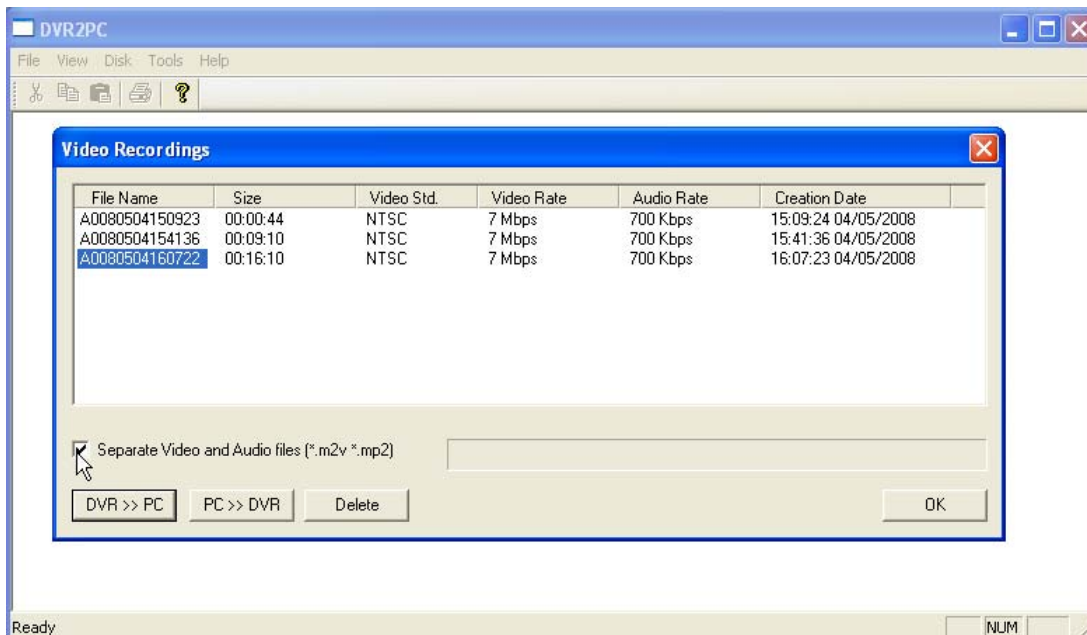 DVR2PC
File View Disk Tools Help
Video Recordings
File Name Size Video Std. Video Rate Audio Rate Creation Date
A0080504150923 00:00:44 NTSC 7 Mbps 700 Kbps 15:09:24 04/05/2008
A0080504154136 00:09:10 NTSC 7 Mbps 700 Kbps 15:41:36 04/05/2008
A0080504160722 00:16:10 NTSC 7 Mbps 700 Kbps 16:07:23 04/05/2008
Separate Video and Audio files (*.m2v *.mp2)
DVR >> PC PC >> DVR Delete OK
Ready NUM